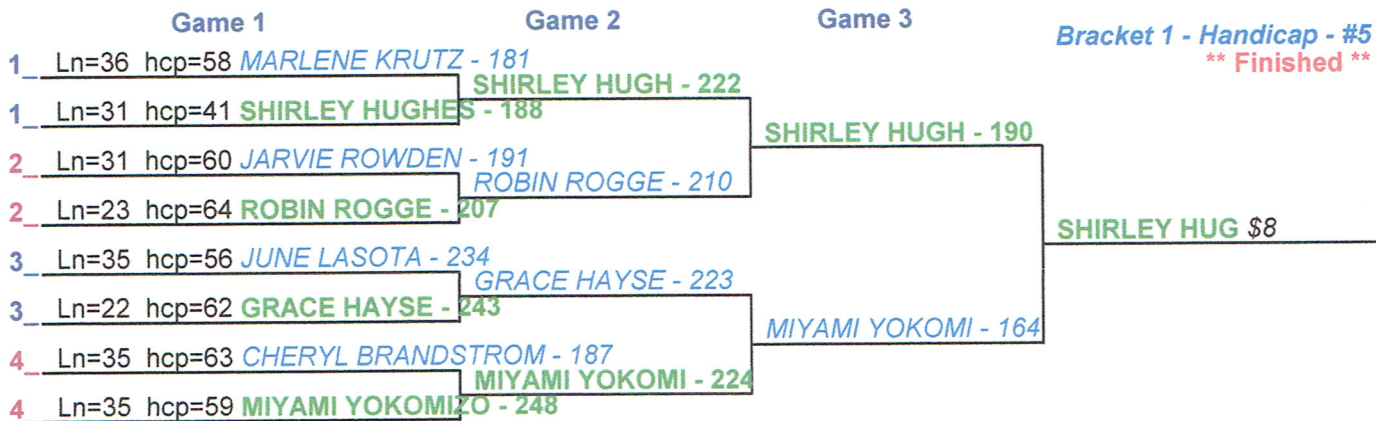 Game 1 Game 2 Game 3
Bracket 1 - Handicap - #5
** Finished **
1_ Ln=36 hcp=58 MARLENE KRUTZ - 181
SHIRLEY HUGH - 222
1_ Ln=31 hcp=41 SHIRLEY HUGHES - 188
SHIRLEY HUGH - 190
2_ Ln=31 hcp=60 JARVIE ROWDEN - 191
ROBIN ROGGE - 210
2_ Ln=23 hcp=64 ROBIN ROGGE - 207
SHIRLEY HUG $8
3_ Ln=35 hcp=56 JUNE LASOTA - 234
GRACE HAYSE - 223
3_ Ln=22 hcp=62 GRACE HAYSE - 243
MIYAMI YOKOMI - 164
4_ Ln=35 hcp=63 CHERYL BRANDSTROM - 187
MIYAMI YOKOMI - 224
4_ Ln=35 hcp=59 MIYAMI YOKOMIZO - 248